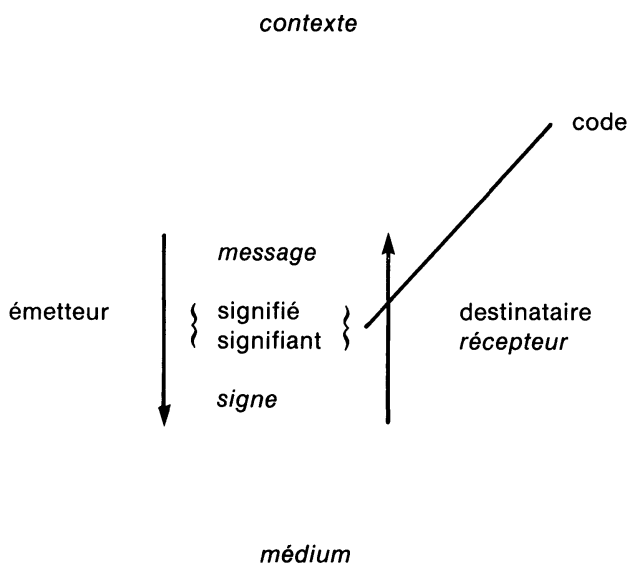 contexte
code
message
émetteur
signifié
signifiant
destinataire
récepteur
signe
médium